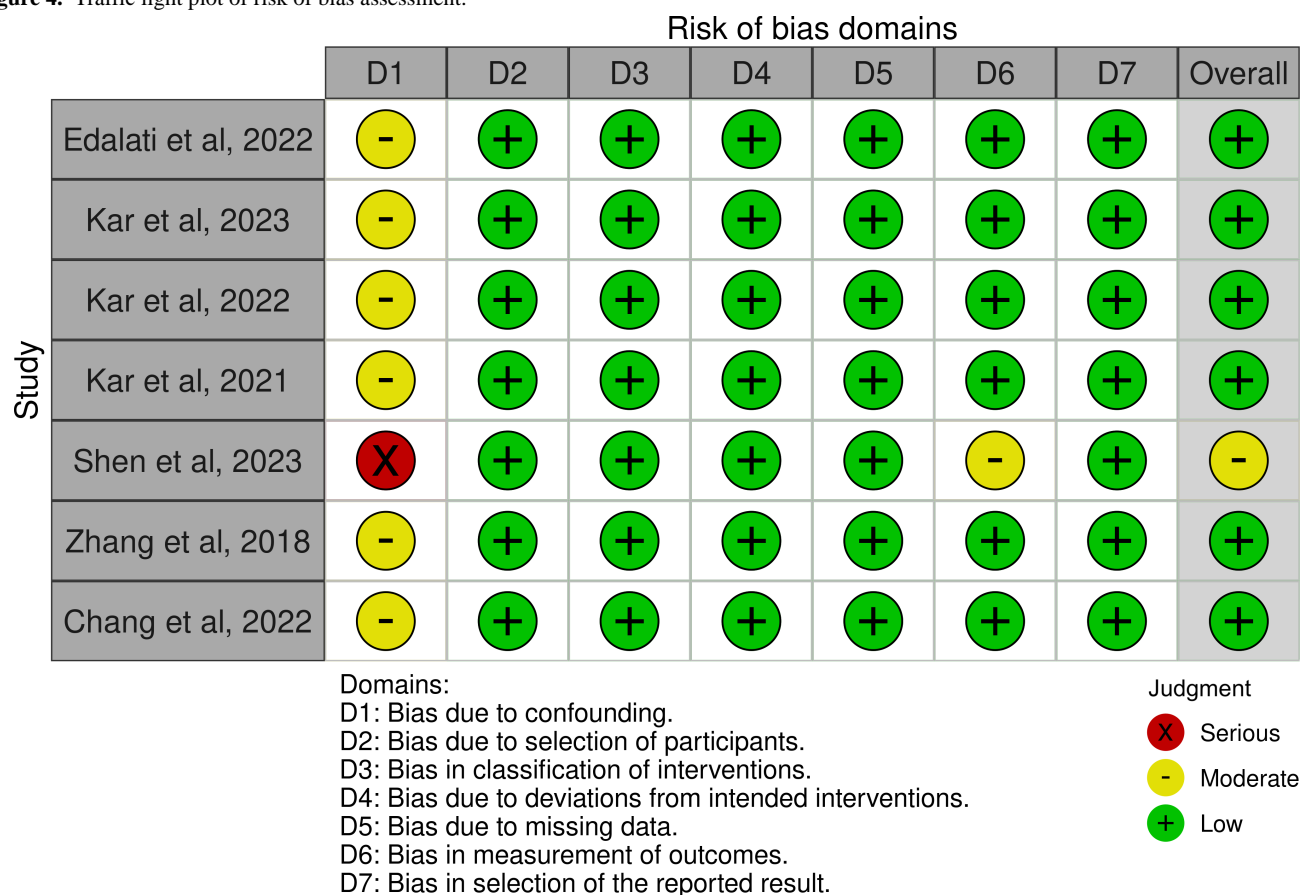 Traffic light plot of risk of bias assessment.
Risk of bias domains
D1 D2 D3 D4 D5 D6 D7 Overall
Study
Edalati et al, 2022 - + + + + + + +
Kar et al, 2023 - + + + + + + +
Kar et al, 2022 - + + + + + + +
Kar et al, 2021 - + + + + + + +
Shen et al, 2023 X + + + + - + -
Zhang et al, 2018 - + + + + + + +
Chang et al, 2022 - + + + + + + +
Domains:
D1: Bias due to confounding.
D2: Bias due to selection of participants.
D3: Bias in classification of interventions.
D4: Bias due to deviations from intended interventions.
D5: Bias due to missing data.
D6: Bias in measurement of outcomes.
D7: Bias in selection of the reported result.
Judgment
X Serious
- Moderate
+ Low